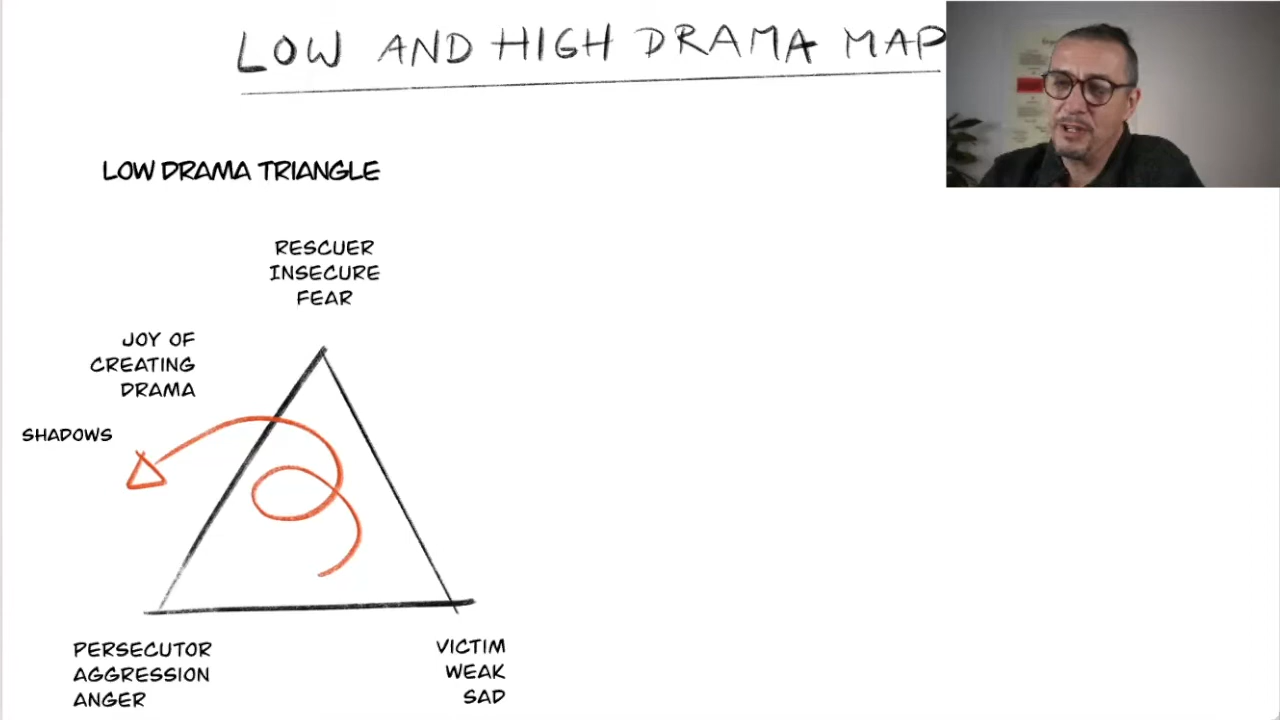 LOW AND HIGH DRAMA MAP
LOW DRAMA TRIANGLE
RESCUER
INSECURE
FEAR
JOY OF
CREATING
DRAMA
SHADOWS
PERSECUTOR
AGGRESSION
ANGER
VICTIM
WEAK
SAD